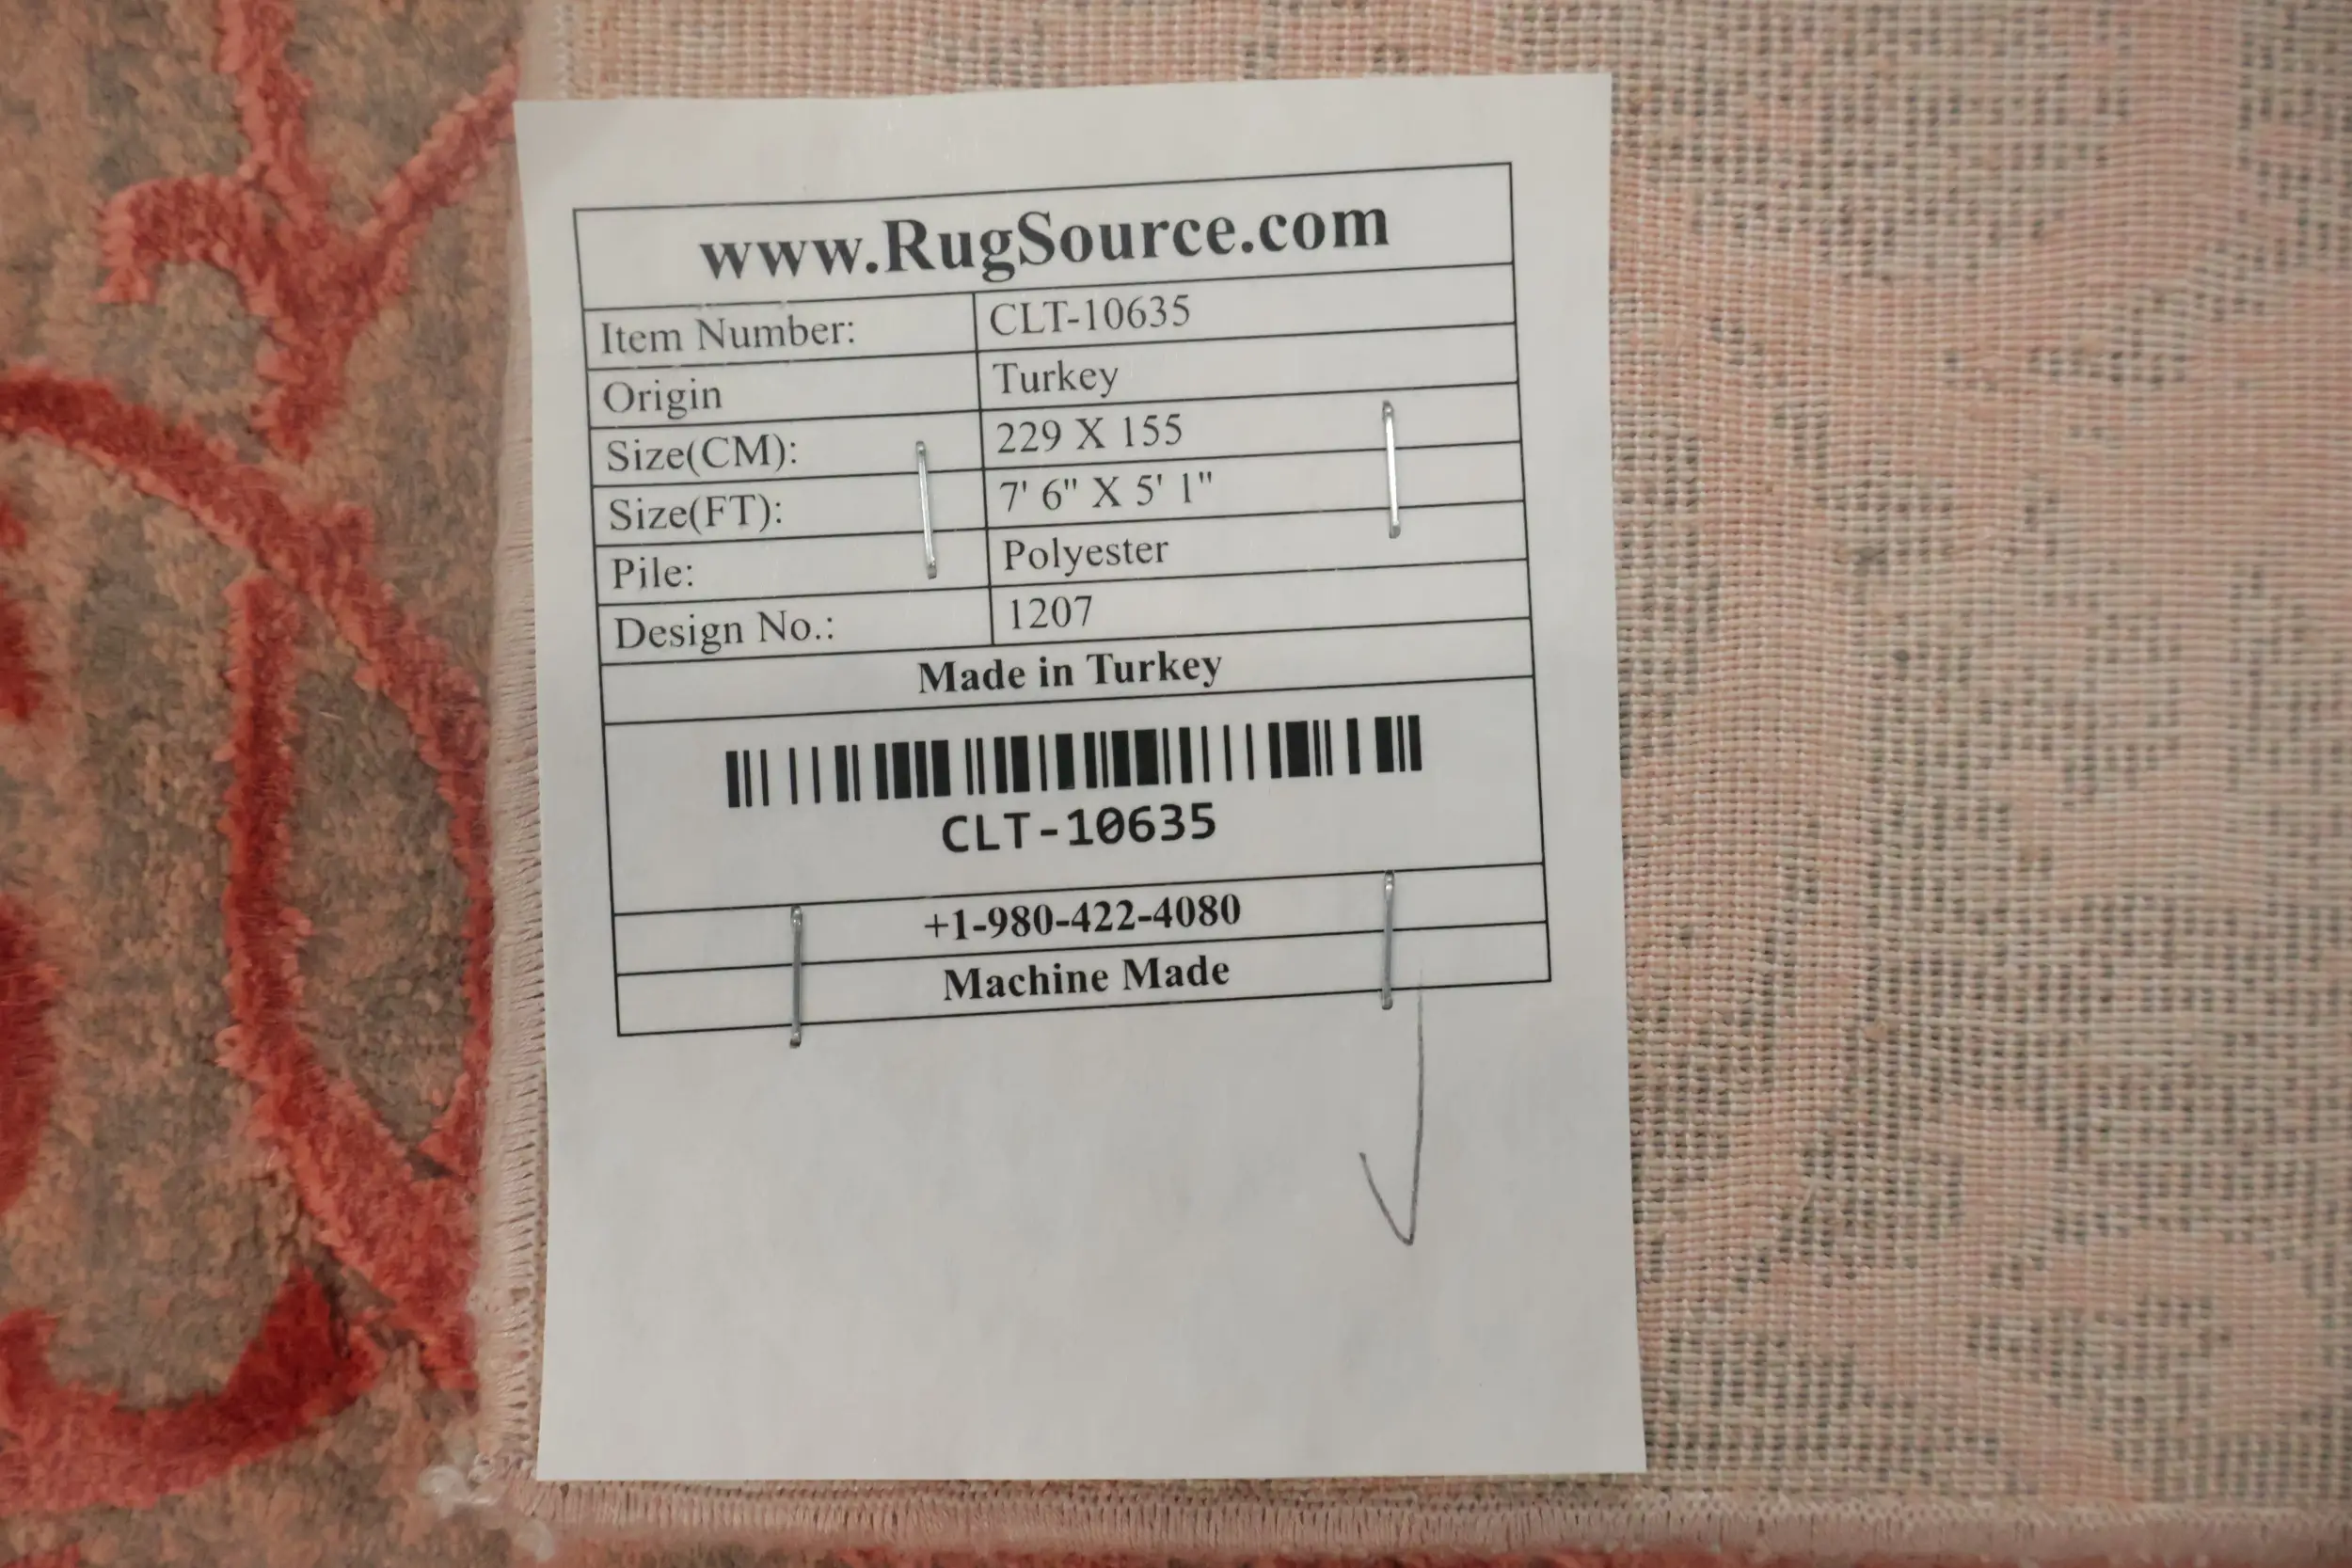 www.RugSource.com
Item Number: CLT-10635
Origin Turkey
Size(CM): 229 X 155
Size(FT): 7' 6" X 5' 1"
Pile: Polyester
Design No.: 1207
Made in Turkey
CLT-10635
+1-980-422-4080
Machine Made